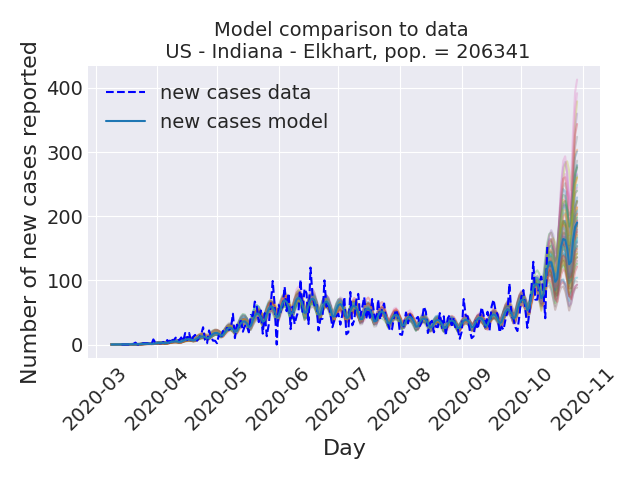 Model comparison to data
US - Indiana - Elkhart, pop. = 206341
Number of new cases reported
400
300
200
100
0
new cases data
new cases model
2020-03
2020-04
2020-05
2020-06
2020-07
2020-08
2020-09
2020-10
2020-11
Day